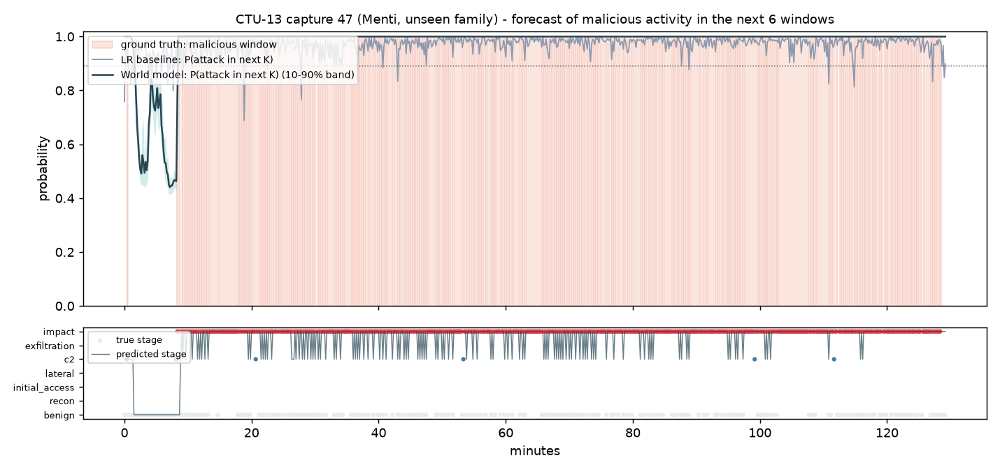 CTU-13 capture 47 (Menti, unseen family) - forecast of malicious activity in the next 6 windows
1.0
0.8
0.6
0.4
0.2
0.0
probability
ground truth: malicious window
LR baseline: P(attack in next K)
World model: P(attack in next K) (10-90% band)
impact
exfiltration
c2
lateral
initial_access
recon
benign
true stage
predicted stage
0 20 40 60 80 100 120
minutes